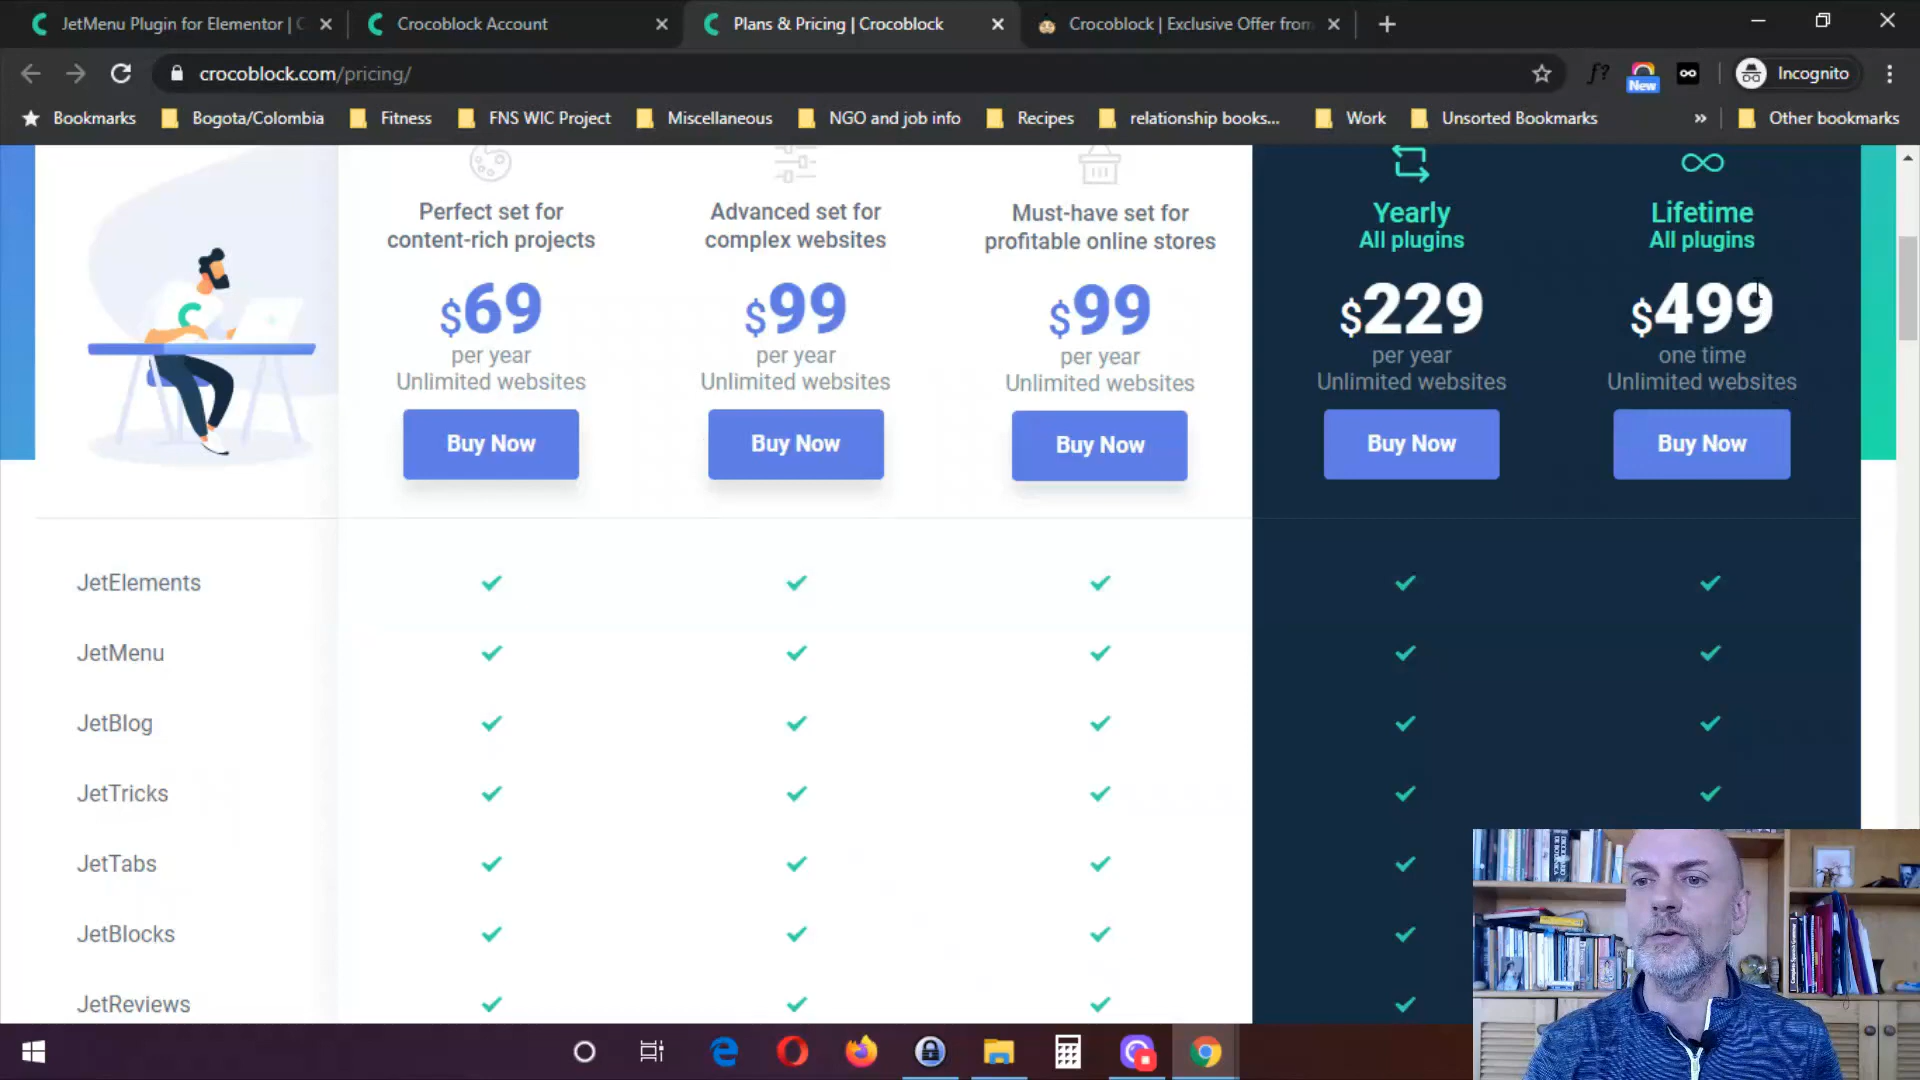 JetMenu Plugin for Elementor | C
Crocoblock Account
Plans & Pricing | Crocoblock
Crocoblock | Exclusive Offer from
crocoblock.com/pricing/
f?
New
Incognito
Bookmarks
Bogota/Colombia
Fitness
FNS WIC Project
Miscellaneous
NGO and job info
Recipes
relationship books...
Work
Unsorted Bookmarks
»
Other bookmarks
Perfect set for
content-rich projects
$69
per year
Unlimited websites
Buy Now
Advanced set for
complex websites
$99
per year
Unlimited websites
Buy Now
Must-have set for
profitable online stores
$99
per year
Unlimited websites
Buy Now
Yearly
All plugins
$229
per year
Unlimited websites
Buy Now
Lifetime
All plugins
$499
one time
Unlimited websites
Buy Now
JetElements
JetMenu
JetBlog
JetTricks
JetTabs
JetBlocks
JetReviews